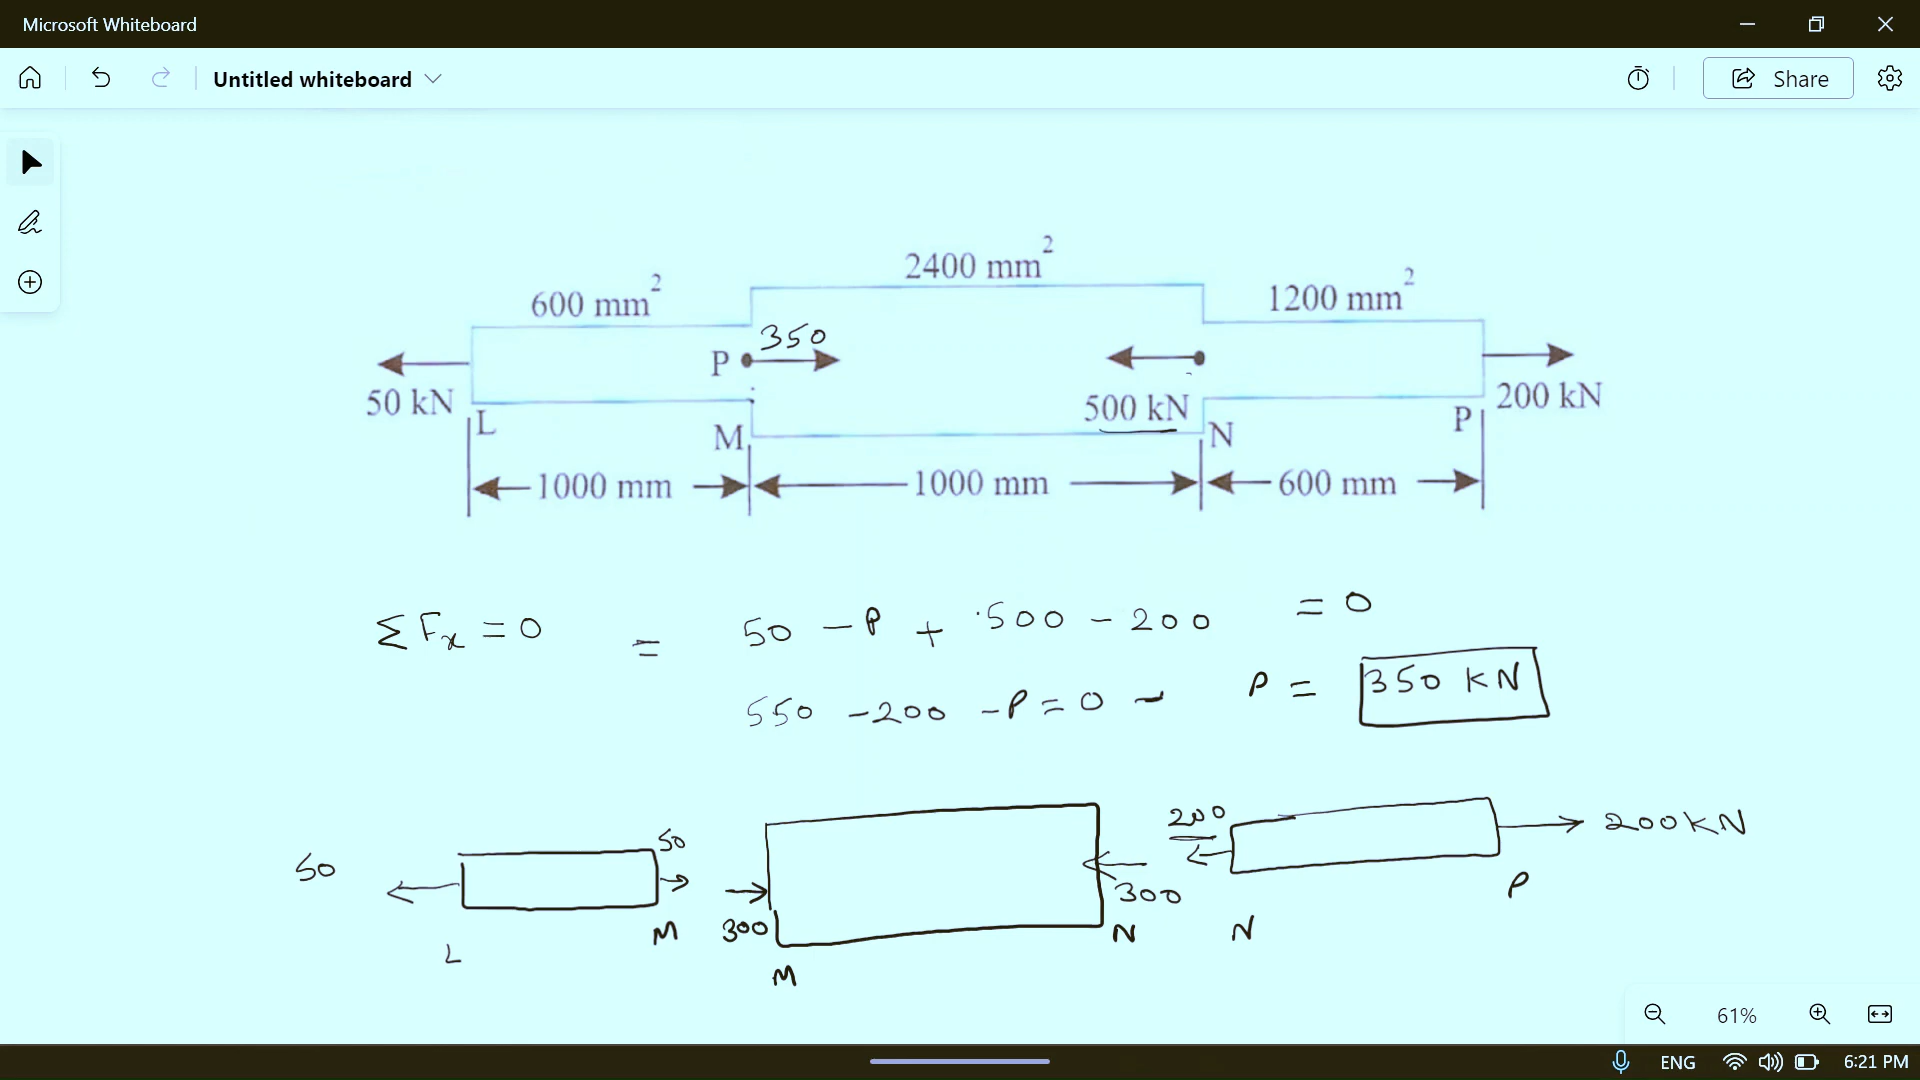 Microsoft Whiteboard
Untitled whiteboard
Share
2400 mm²
600 mm²
1200 mm²
350
P
50 kN
500 kN
200 kN
L
M
N
P
1000 mm
1000 mm
600 mm
ΣFx = 0 = 50 - P + 500 - 200 = 0
550 - 200 - P = 0 - P = 350 KN
50
50
200
200KN
300
300
L
M
M
N
N
P
61%
ENG
6:21 PM